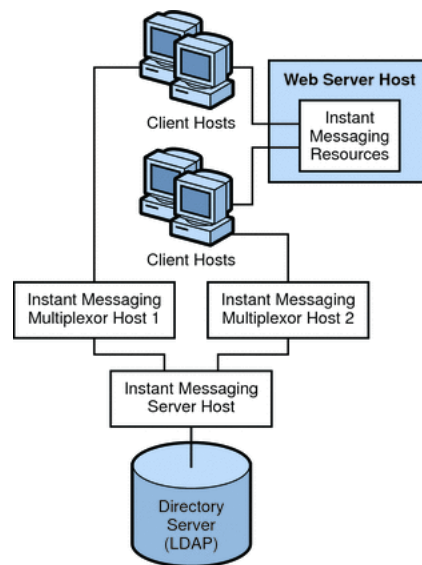 Web Server Host
Instant
Messaging
Resources
Client Hosts
Client Hosts
Instant Messaging
Multiplexor Host 1
Instant Messaging
Multiplexor Host 2
Instant Messaging
Server Host
Directory
Server
(LDAP)